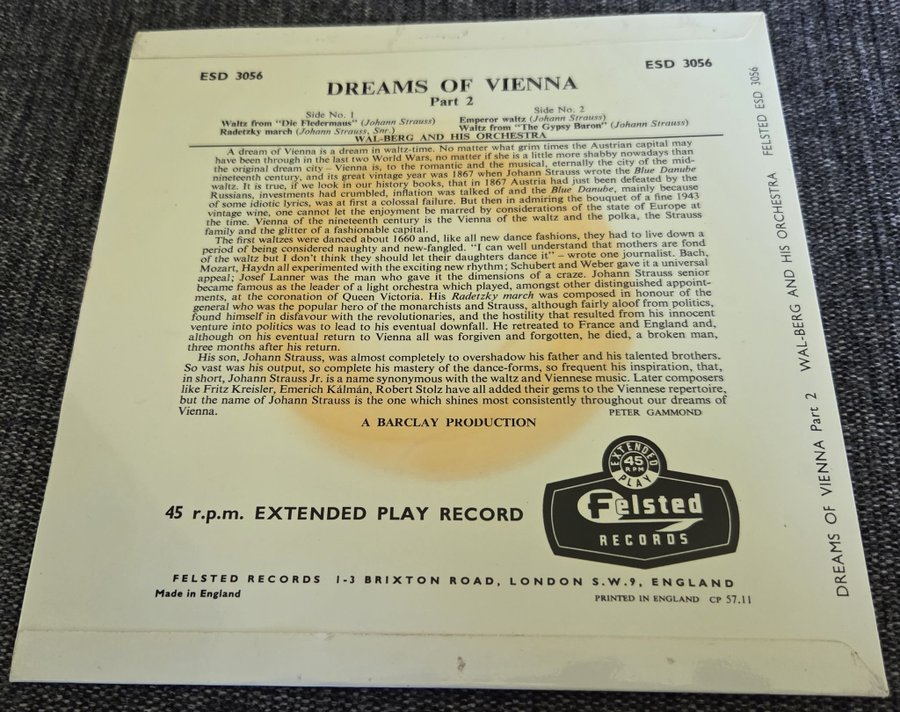 ESD 3056
ESD 3056
DREAMS OF VIENNA
Part 2
Side No. 1
Waltz from "Die Fledermaus" (Johann Strauss)
Radetzky march (Johann Strauss, Snr.)
Side No. 2
Emperor waltz (Johann Strauss)
Waltz from "The Gypsy Baron" (Johann Strauss)
WAL-BERG AND HIS ORCHESTRA
A dream of Vienna is a dream in waltz-time. No matter what grim times the Austrian capital may
have been through in the last two World Wars, no matter if she is a little more shabby nowadays than
the original dream city – Vienna is, to the romantic and the musical, eternally the city of the mid-
nineteenth century, and its great vintage year was 1867 when Johann Strauss wrote the Blue Danube
waltz. It is true, if we look in our history books, that in 1867 Austria had just been defeated by the
Russians, investments had crumbled, inflation was talked of and the Blue Danube, mainly because
of some idiotic lyrics, was at first a colossal failure. But then in admiring the bouquet of a fine 1943
vintage wine, one cannot let the enjoyment be marred by considerations of the state of Europe at
the time. Vienna of the nineteenth century is the Vienna of the waltz and the polka, the Strauss
family and the glitter of a fashionable capital.
The first waltzes were danced about 1660 and, like all new dance fashions, they had to live down a
period of being considered naughty and new-fangled. "I can well understand that mothers are fond
of the waltz but I don't think they should let their daughters dance it" – wrote one journalist. Bach,
Mozart, Haydn all experimented with the exciting new rhythm; Schubert and Weber gave it a universal
appeal; Josef Lanner was the man who gave it the dimensions of a craze. Johann Strauss senior
became famous as the leader of a light orchestra which played, amongst other distinguished appoint-
ments, at the coronation of Queen Victoria. His Radetzky march was composed in honour of the
general who was the popular hero of the monarchists and Strauss, although fairly aloof from politics,
found himself in disfavour with the revolutionaries, and the hostility that resulted from his innocent
venture into politics was to lead to his eventual downfall. He retreated to France and England and,
although on his eventual return to Vienna all was forgiven and forgotten, he died, a broken man,
three months after his return.
His son, Johann Strauss, was almost completely to overshadow his father and his talented brothers.
So vast was his output, so complete his mastery of the dance-forms, so frequent his inspiration, that,
in short, Johann Strauss Jr. is a name synonymous with the waltz and Viennese music. Later composers
like Fritz Kreisler, Emerich Kálmán, Robert Stolz have all added their gems to the Viennese repertoire,
but the name of Johann Strauss is the one which shines most consistently throughout our dreams of
Vienna.
PETER GAMMOND
A BARCLAY PRODUCTION
45 r.p.m. EXTENDED PLAY RECORD
EXTENDED
45
RPM
PLAY
Felsted
RECORDS
FELSTED RECORDS 1-3 BRIXTON ROAD, LONDON S.W.9, ENGLAND
Made in England
PRINTED IN ENGLAND CP 57.11
DREAMS OF VIENNA Part 2 WAL-BERG AND HIS ORCHESTRA FELSTED ESD 3056